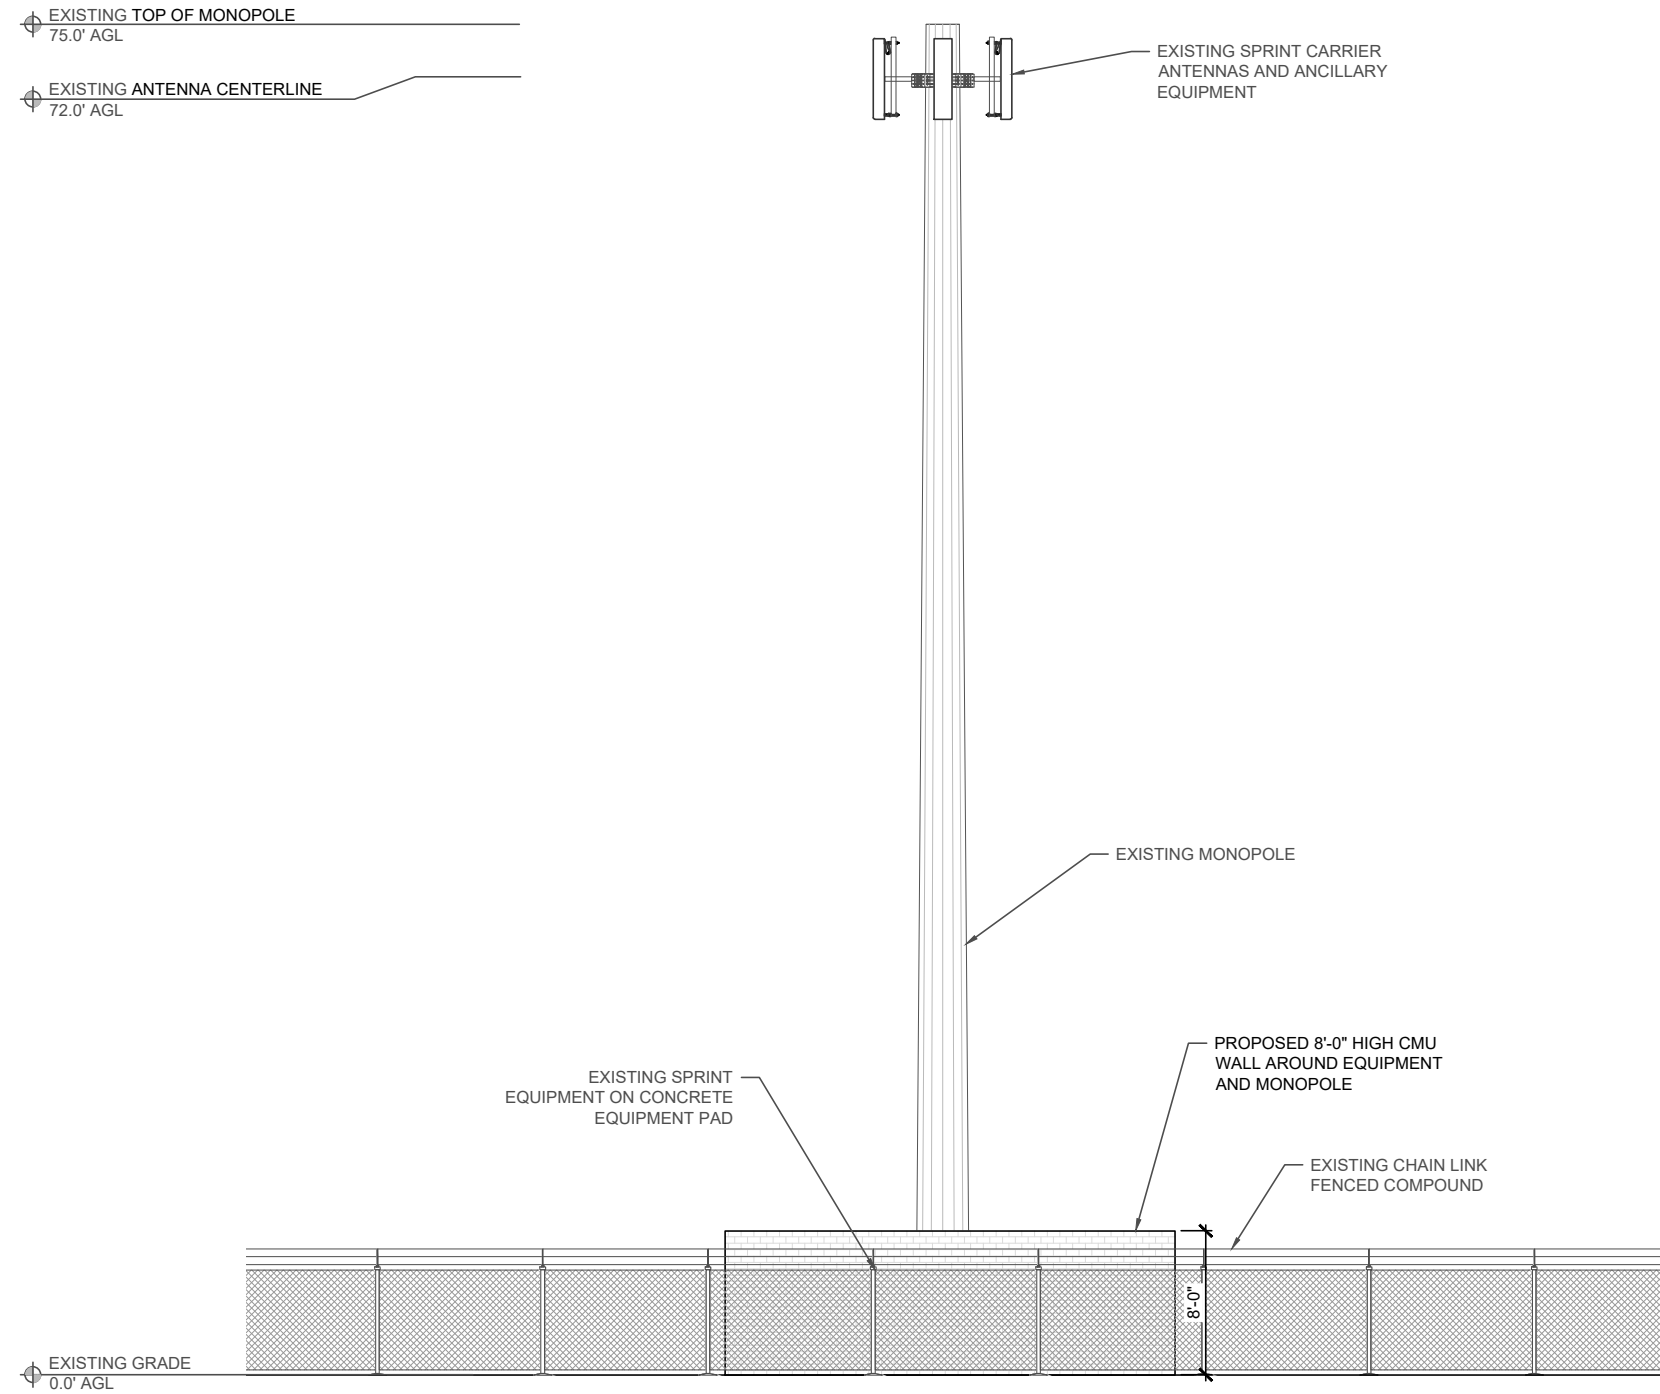 EXISTING TOP OF MONOPOLE
75.0' AGL
EXISTING ANTENNA CENTERLINE
72.0' AGL
EXISTING SPRINT CARRIER
ANTENNAS AND ANCILLARY
EQUIPMENT
EXISTING MONOPOLE
PROPOSED 8'-0" HIGH CMU
WALL AROUND EQUIPMENT
AND MONOPOLE
EXISTING SPRINT
EQUIPMENT ON CONCRETE
EQUIPMENT PAD
EXISTING CHAIN LINK
FENCED COMPOUND
8'-0"
EXISTING GRADE
0.0' AGL